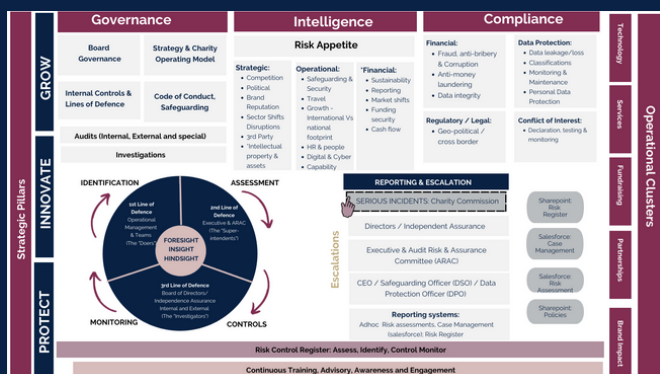 Governance
Intelligence
Compliance
Strategic Pillars
GROW
INNOVATE
PROTECT
Board
Governance
Strategy & Charity
Operating Model
Internal Controls &
Lines of Defence
Code of Conduct,
Safeguarding
Audits (Internal, External and special)
Investigations
Risk Appetite
Strategic:
• Competition
• Political
• Brand
Reputation
• Sector Shifts
Disruptions
• 3rd Party
• "Intellectual
property &
assets
Operational:
• Safeguarding &
Security
• Travel
• Growth -
International Vs
national
footprint
• HR & people
• Digital & Cyber
• Capability
*Financial:
• Sustainability
• Reporting
• Market shifts
• Funding
security
• Cash flow
Financial:
• Fraud, anti-bribery
& Corruption
• Anti-money
laundering
• Data integrity
Regulatory / Legal:
• Geo-political /
cross border
Data Protection:
• Data leakage/loss
• Classifications
• Monitoring &
Maintenance
• Personal Data
Protection
Conflict of Interest:
• Declaration, testing &
monitoring
IDENTIFICATION
ASSESSMENT
MONITORING
CONTROLS
1st Line of
Defence
Operational
Management
& Teams
(The "Doers")
2nd Line of
Defence
Executive & ARAC
(The "Super-
intendents")
FORESIGHT
INSIGHT
HINDSIGHT
3rd Line of Defence
Board of Directors/
Independence Assurance
Internal and External
(The "Investigators")
Escalations
REPORTING & ESCALATION
SERIOUS INCIDENTS: Charity Commission
Directors / Independent Assurance
Executive & Audit Risk & Assurance
Committee (ARAC)
CEO / Safeguarding Officer (DSO) / Data
Protection Officer (DPO)
Reporting systems:
Adhoc Risk assessments, Case Management
(salesforce); Risk Register
Sharepoint:
Risk
Register
Salesforce:
Case
Management
Salesforce:
Risk
Assessment
Sharepoint:
Policies
Technology
Services
Fundraising
Partnerships
Brand Impact
Operational Clusters
Risk Control Register: Assess, Identify, Control Monitor
Continuous Training, Advisory, Awareness and Engagement